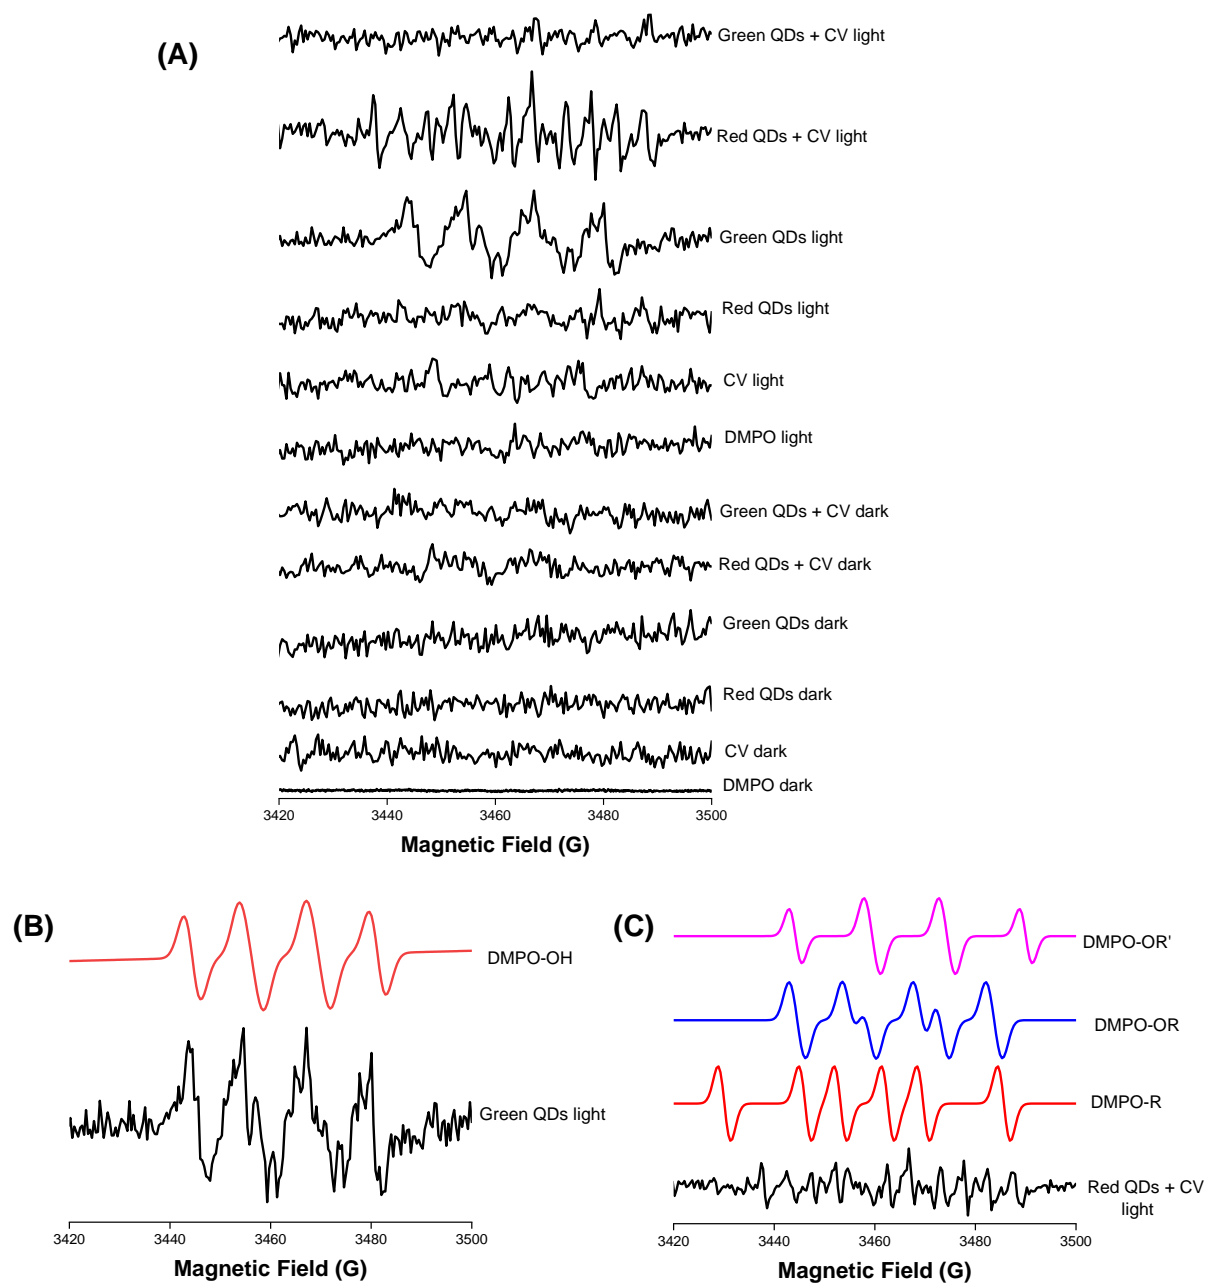 (A)
Green QDs + CV light
Red QDs + CV light
Green QDs light
Red QDs light
CV light
DMPO light
Green QDs + CV dark
Red QDs + CV dark
Green QDs dark
Red QDs dark
CV dark
DMPO dark
3420 3440 3460 3480 3500
Magnetic Field (G)
(B)
DMPO-OH
Green QDs light
3420 3440 3460 3480 3500
Magnetic Field (G)
(C)
DMPO-OR'
DMPO-OR
DMPO-R
Red QDs + CV
light
3420 3440 3460 3480 3500
Magnetic Field (G)